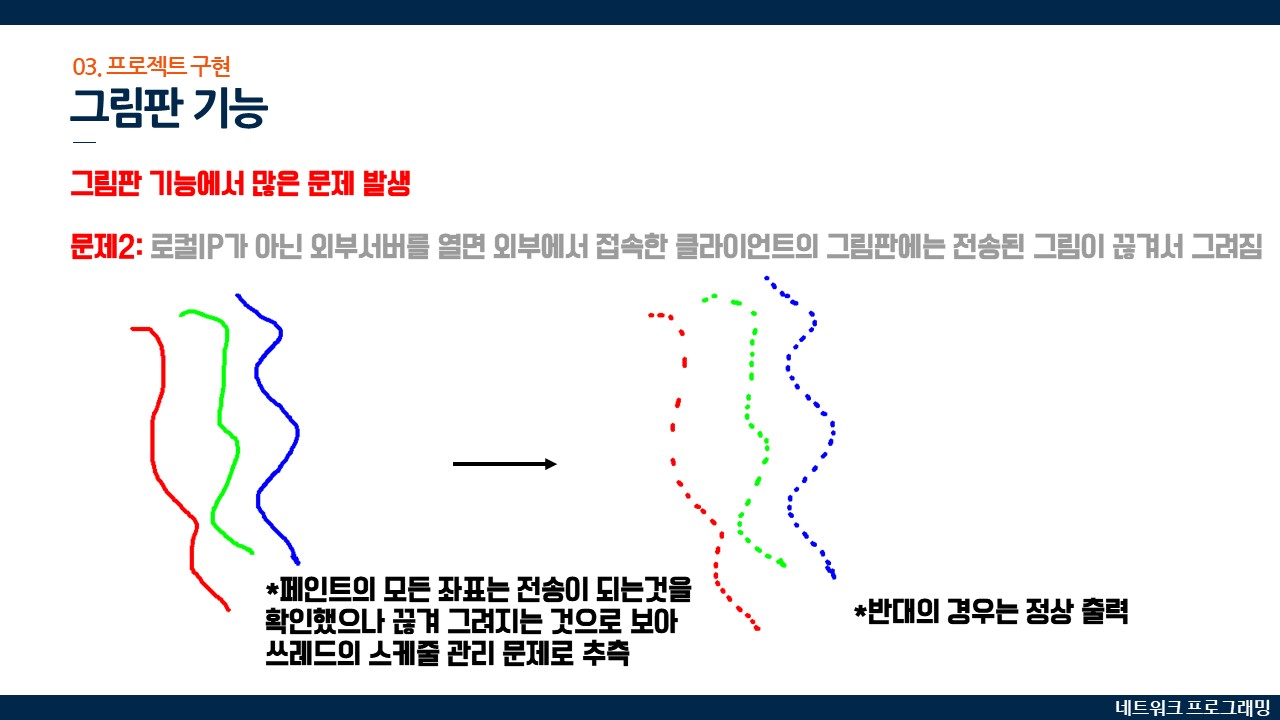 03. 프로젝트 구현
그림판 기능
그림판 기능에서 많은 문제 발생
문제2: 로컬IP가 아닌 외부서버를 열면 외부에서 접속한 클라이언트의 그림판에는 전송된 그림이 끊겨서 그려짐
*페인트의 모든 좌표는 전송이 되는것을
확인했으나 끊겨 그려지는 것으로 보아
쓰레드의 스케줄 관리 문제로 추측
*반대의 경우는 정상 출력
네트워크 프로그래밍